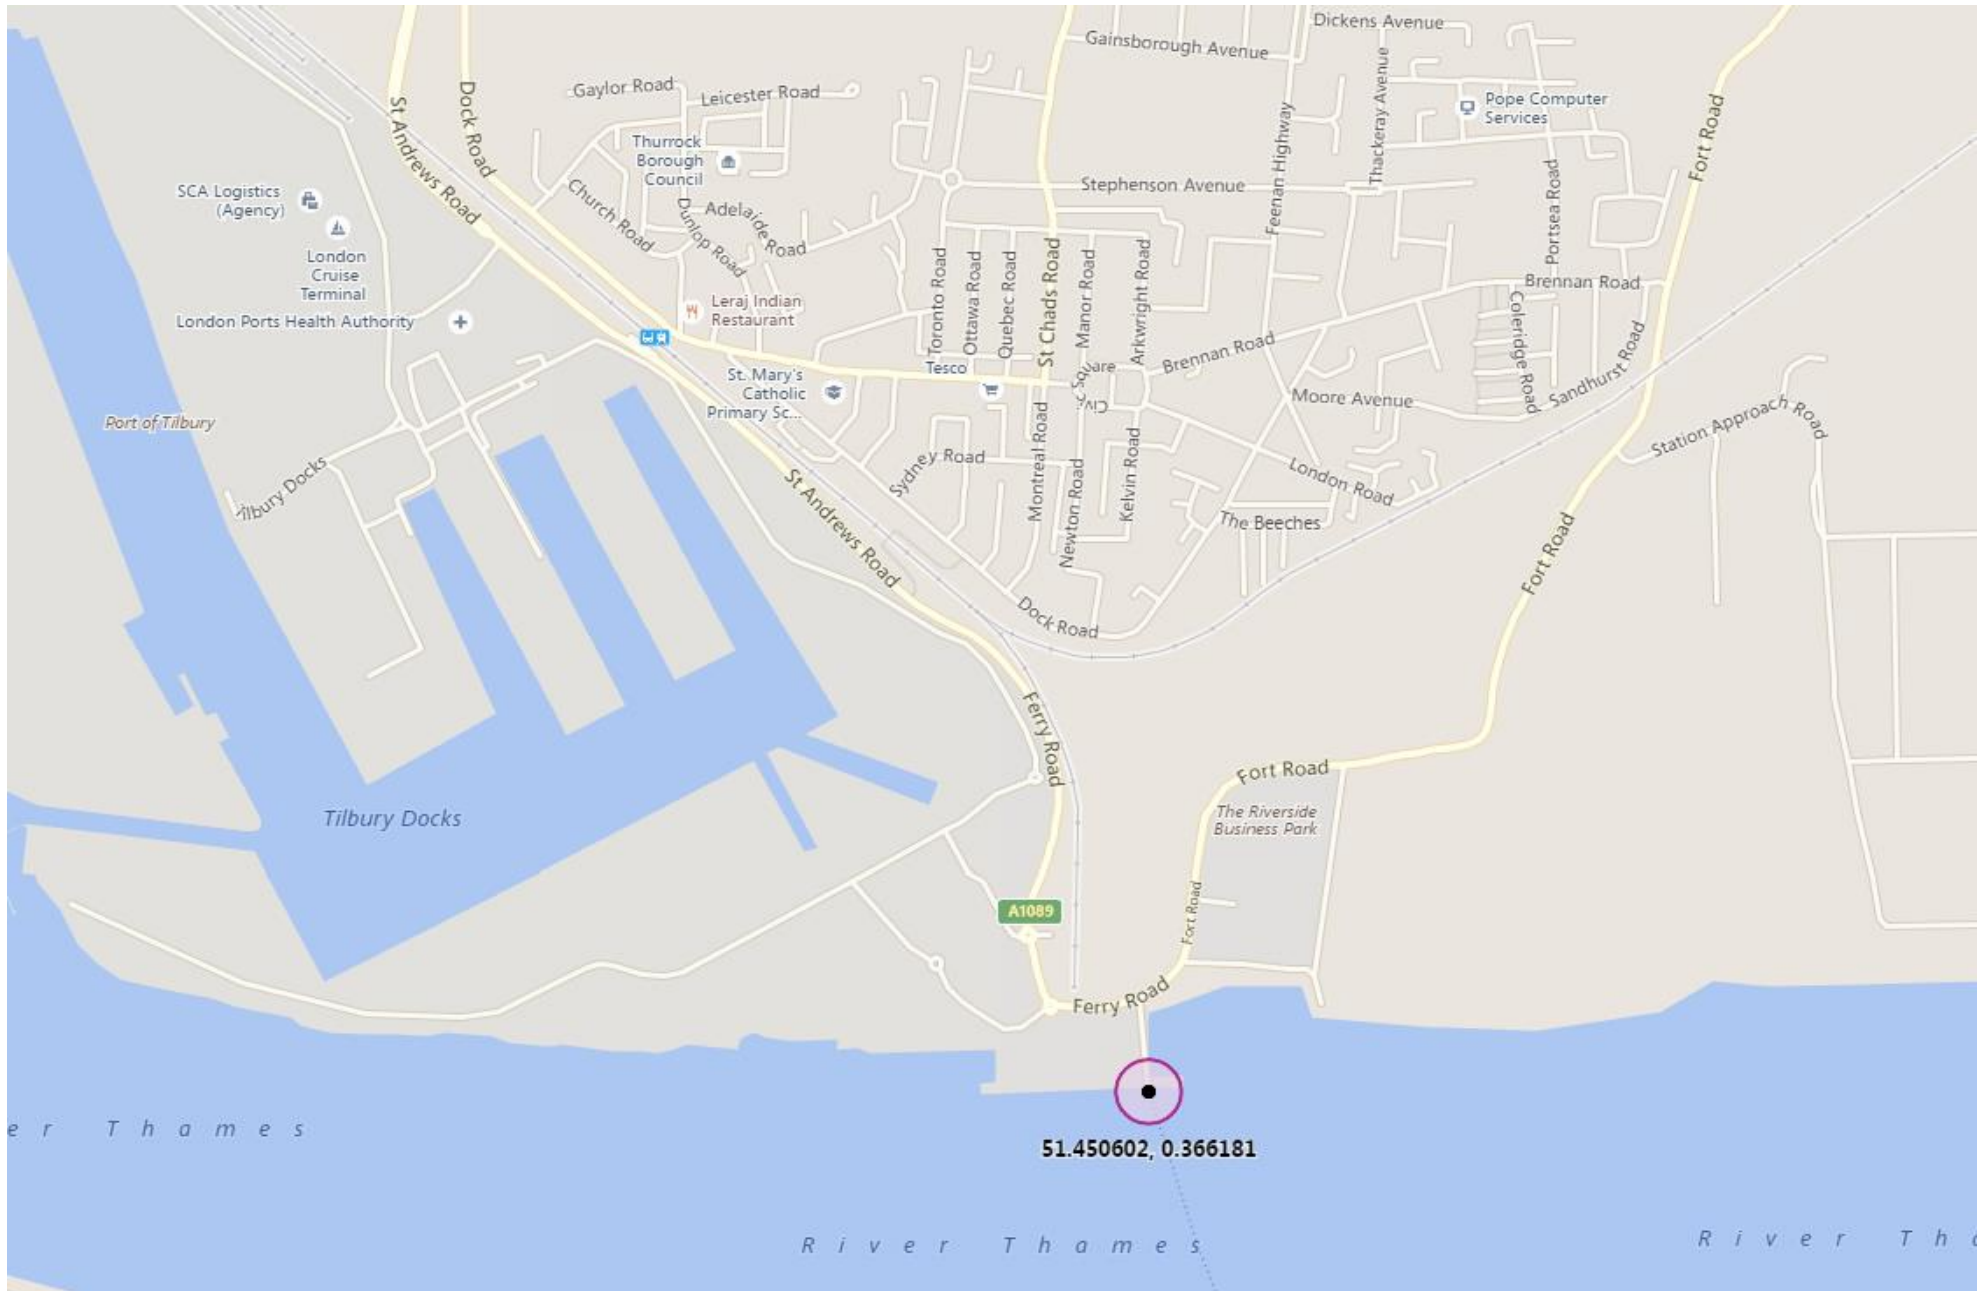 Dickens Avenue
Gainsborough Avenue
Gaylor Road
Leicester Road
St Andrews Road
Dock Road
Thackeray Avenue
Pope Computer
Services
Fort Road
Thurrock
Borough
Council
Feenan Highway
SCA Logistics
(Agency)
Church Road
Dunlop Road
Adelaide Road
Stephenson Avenue
Portsea Road
London
Cruise
Terminal
Toronto Road
Ottawa Road
Quebec Road
St Chads Road
Manor Road
Arkwright Road
Brennan Road
Leraj Indian
Restaurant
London Ports Health Authority
Coleridge Road
Sandhurst Road
Brennan Road
Tesco
Civic Square
St. Mary's
Catholic
Primary Sc...
Moore Avenue
Port of Tilbury
Station Approach Road
Tilbury Docks
Sydney Road
Montreal Road
Newton Road
Kelvin Road
London Road
St Andrews Road
The Beeches
Fort Road
Dock Road
Ferry Road
Fort Road
Tilbury Docks
The Riverside
Business Park
A1089
Fort Road
Ferry Road
er Thames
51.450602, 0.366181
River Thames
River Tha